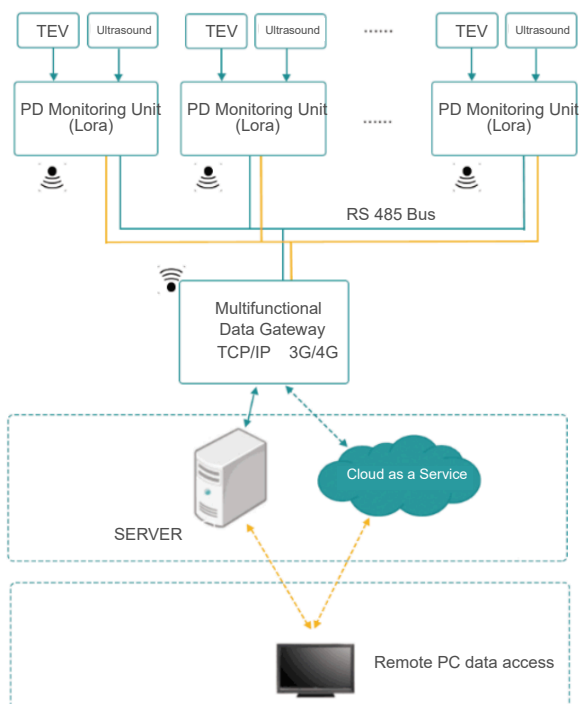 TEV Ultrasound TEV Ultrasound ...... TEV Ultrasound
PD Monitoring Unit PD Monitoring Unit ...... PD Monitoring Unit
(Lora) (Lora) (Lora)
RS 485 Bus
Multifunctional
Data Gateway
TCP/IP 3G/4G
Cloud as a Service
SERVER
Remote PC data access